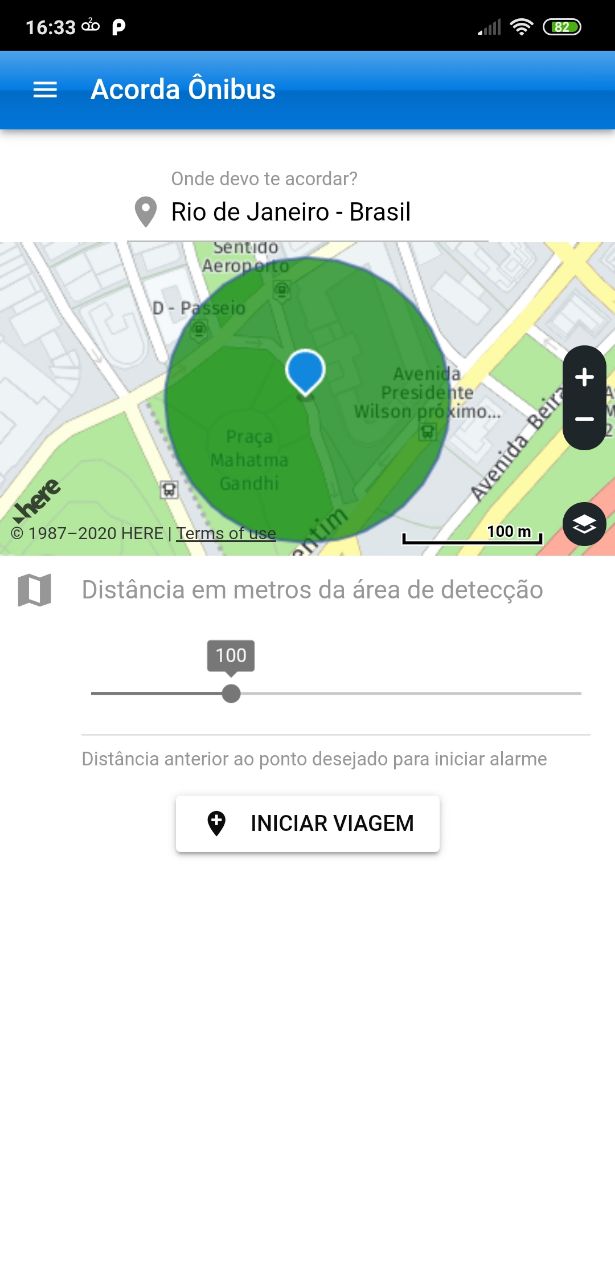 16:33
82
Acorda Ônibus
Onde devo te acordar?
Rio de Janeiro - Brasil
Sentido
Aeroporto
D - Passeio
Avenida
Presidente
Wilson próximo...
Avenida Beira
Praça
Mahatma
Gandhi
here
entim
© 1987–2020 HERE | Terms of use
100 m
Distância em metros da área de detecção
100
Distância anterior ao ponto desejado para iniciar alarme
INICIAR VIAGEM